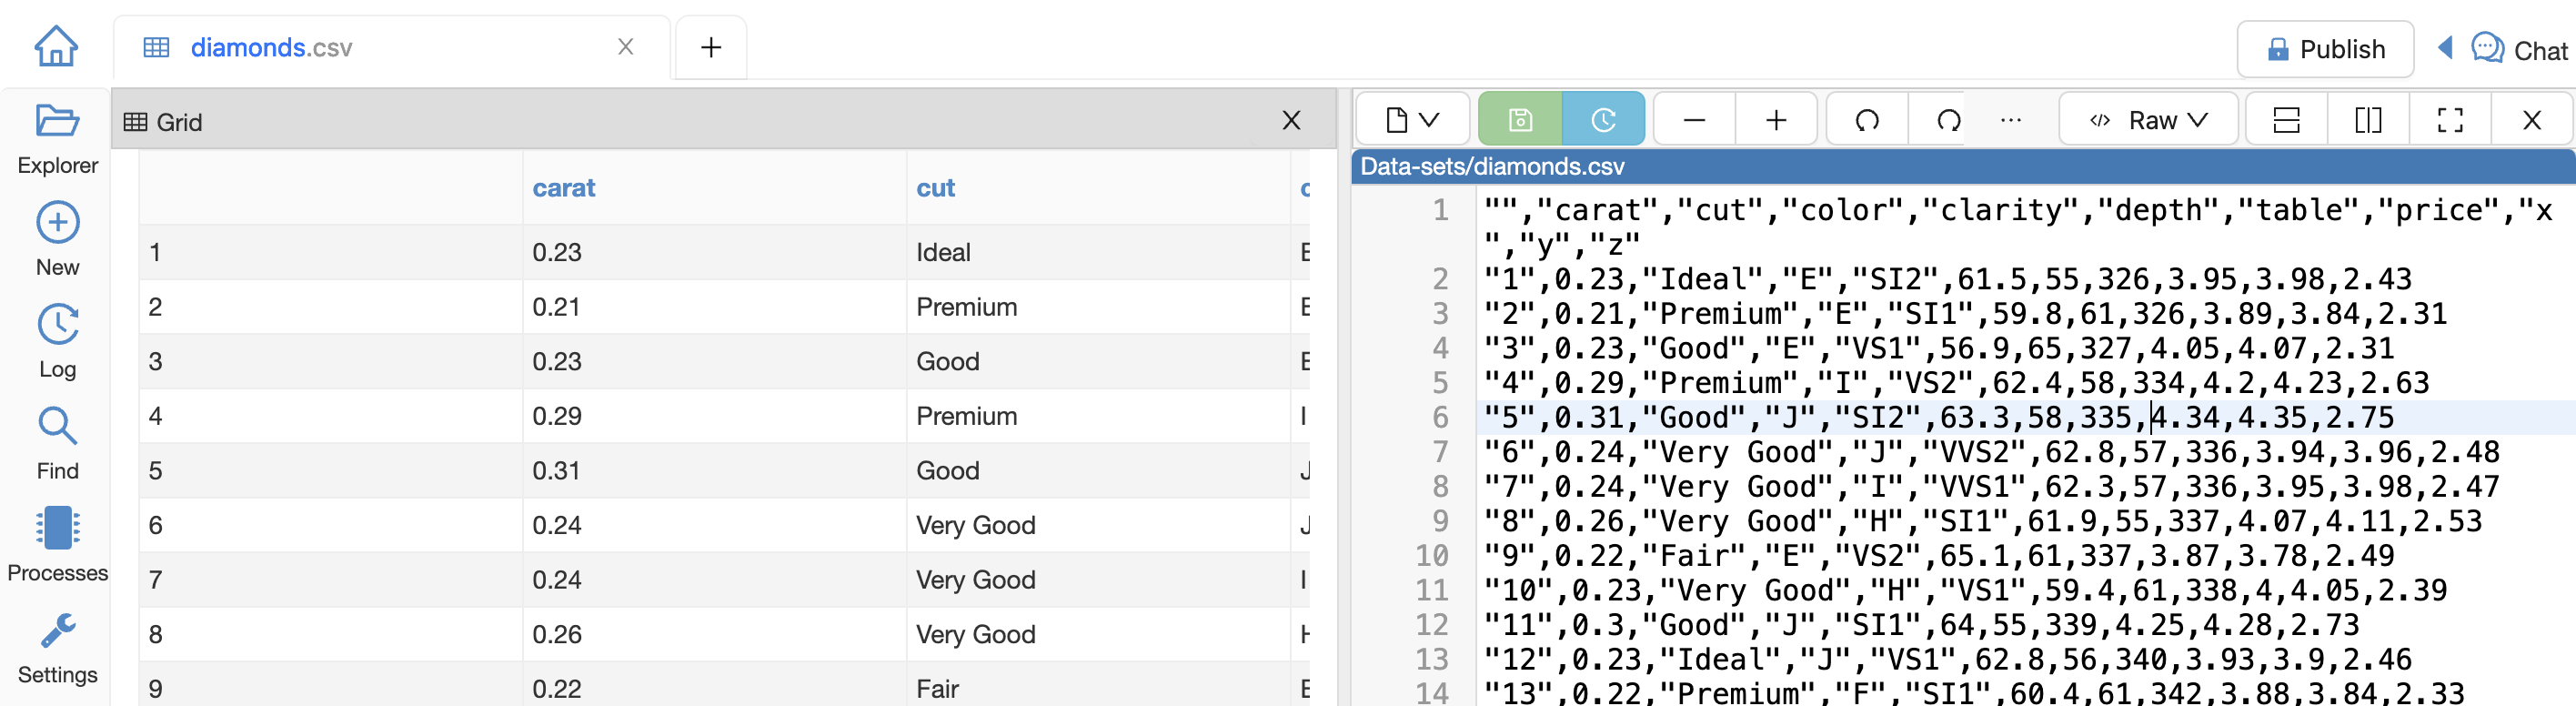 diamonds.csv
Publish
Chat
Explorer
New
Log
Find
Processes
Settings
Grid
carat cut
1 0.23 Ideal E
2 0.21 Premium E
3 0.23 Good E
4 0.29 Premium I
5 0.31 Good J
6 0.24 Very Good J
7 0.24 Very Good I
8 0.26 Very Good H
9 0.22 Fair E
Raw
Data-sets/diamonds.csv
1 "","carat","cut","color","clarity","depth","table","price","x
","y","z"
2 "1",0.23,"Ideal","E","SI2",61.5,55,326,3.95,3.98,2.43
3 "2",0.21,"Premium","E","SI1",59.8,61,326,3.89,3.84,2.31
4 "3",0.23,"Good","E","VS1",56.9,65,327,4.05,4.07,2.31
5 "4",0.29,"Premium","I","VS2",62.4,58,334,4.2,4.23,2.63
6 "5",0.31,"Good","J","SI2",63.3,58,335,4.34,4.35,2.75
7 "6",0.24,"Very Good","J","VVS2",62.8,57,336,3.94,3.96,2.48
8 "7",0.24,"Very Good","I","VVS1",62.3,57,336,3.95,3.98,2.47
9 "8",0.26,"Very Good","H","SI1",61.9,55,337,4.07,4.11,2.53
10 "9",0.22,"Fair","E","VS2",65.1,61,337,3.87,3.78,2.49
11 "10",0.23,"Very Good","H","VS1",59.4,61,338,4,4.05,2.39
12 "11",0.3,"Good","J","SI1",64,55,339,4.25,4.28,2.73
13 "12",0.23,"Ideal","J","VS1",62.8,56,340,3.93,3.9,2.46
14 "13",0.22,"Premium","F","SI1",60.4,61,342,3.88,3.84,2.33